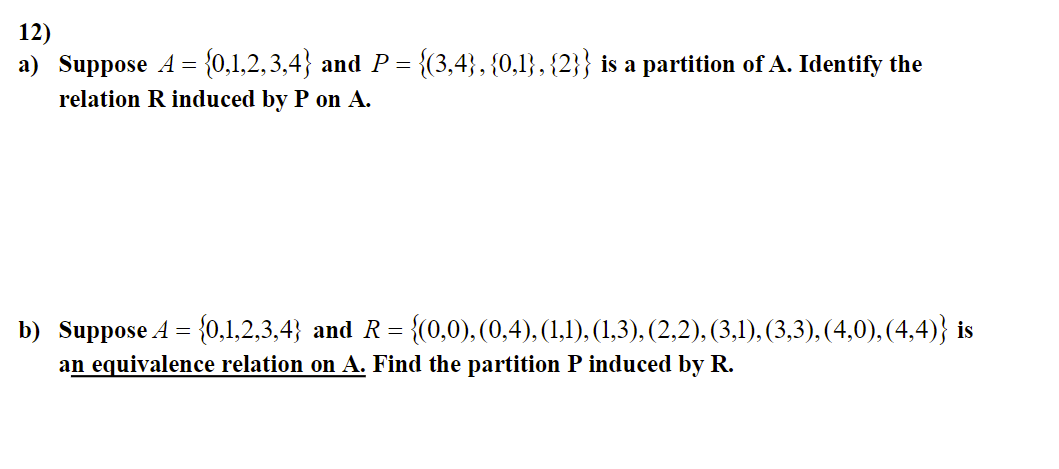 12)
a) Suppose A = {0,1,2,3,4} and P = {(3,4}, {0,1}, {2}} is a partition of A. Identify the
relation R induced by P on A.
b) Suppose A = {0,1,2,3,4} and R = {(0,0),(0,4),(1,1),(1,3),(2,2),(3,1),(3,3),(4,0),(4,4)} is
an equivalence relation on A. Find the partition P induced by R.